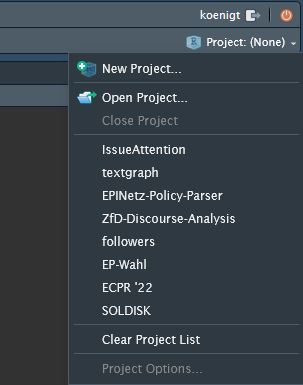 koenigt
Project: (None)
New Project...
Open Project...
Close Project
IssueAttention
textgraph
EPINetz-Policy-Parser
ZfD-Discourse-Analysis
followers
EP-Wahl
ECPR '22
SOLDISK
Clear Project List
Project Options...